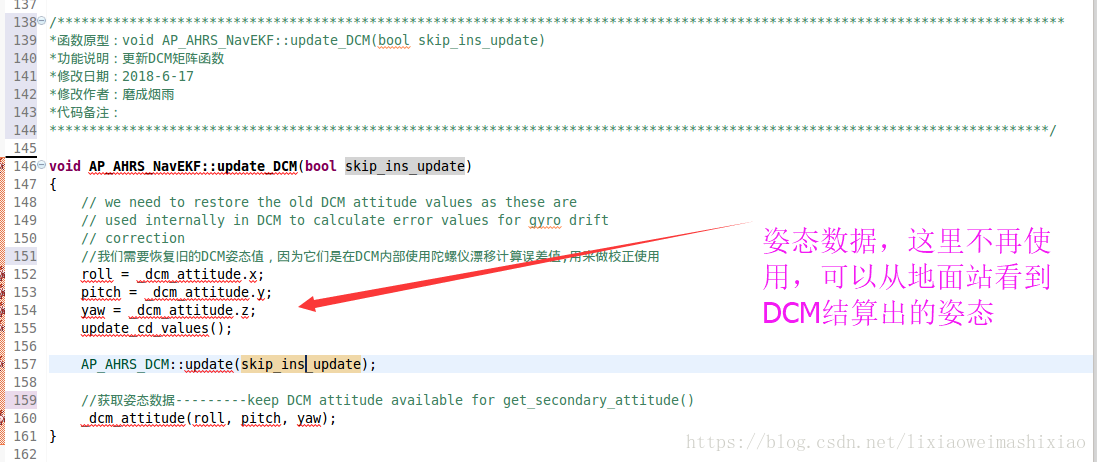 137
138 /******************************************************************************************************************************
139 *函数原型：void AP_AHRS_NavEKF::update_DCM(bool skip_ins_update)
140 *功能说明：更新DCM矩阵函数
141 *修改日期：2018-6-17
142 *修改作者：磨成烟雨
143 *代码备注：
144 *****************************************************************************************************************************/
145
146 void AP_AHRS_NavEKF::update_DCM(bool skip_ins_update)
147 {
148 // we need to restore the old DCM attitude values as these are
149 // used internally in DCM to calculate error values for gyro drift
150 // correction
151 //我们需要恢复旧的DCM姿态值，因为它们是在DCM内部使用陀螺仪漂移计算误差值,用来做校正使用
152 roll = _dcm_attitude.x;
153 pitch = _dcm_attitude.y;
154 yaw = _dcm_attitude.z;
155 update_cd_values();
156
157 AP_AHRS_DCM::update(skip_ins_update);
158
159 //获取姿态数据---------keep DCM attitude available for get_secondary_attitude()
160 _dcm_attitude(roll, pitch, yaw);
161 }
162
姿态数据，这里不再使
用，可以从地面站看到
DCM结算出的姿态
https://blog.csdn.net/lixiaoweimashixiao